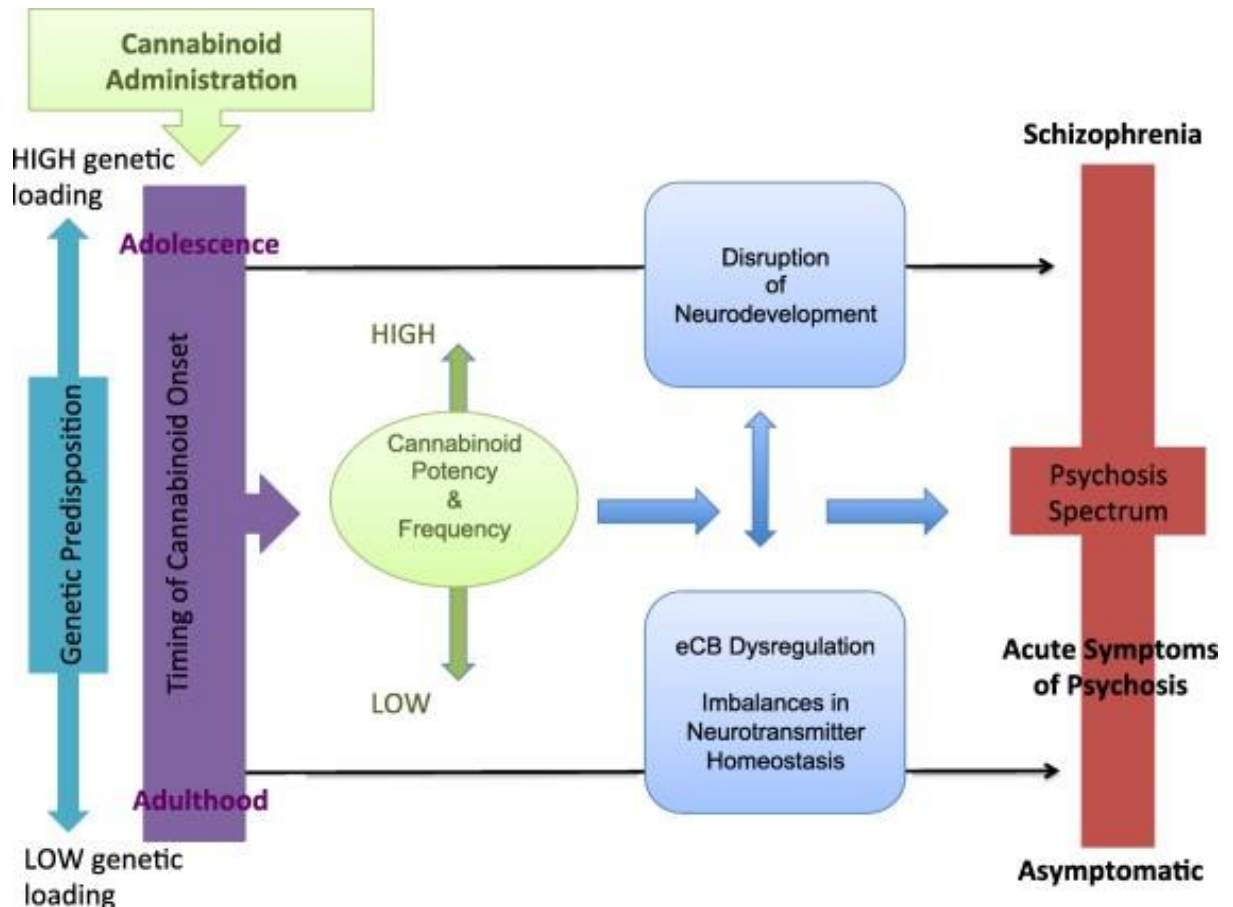 Cannabinoid
Administration
HIGH genetic
loading
Adolescence
Genetic Predisposition
Timing of Cannabinoid Onset
Adulthood
LOW genetic
loading
HIGH
Cannabinoid
Potency
&
Frequency
LOW
Disruption
of
Neurodevelopment
eCB Dysregulation
Imbalances in
Neurotransmitter
Homeostasis
Schizophrenia
Psychosis
Spectrum
Acute Symptoms
of Psychosis
Asymptomatic